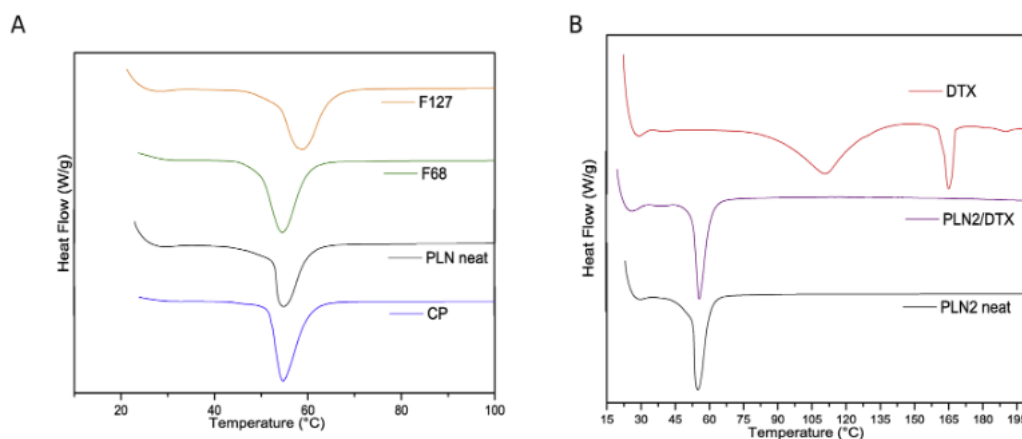 A
F127
F68
PLN neat
CP
Heat Flow (W/g)
20 40 60 80 100
Temperature (°C)
B
DTX
PLN2/DTX
PLN2 neat
Heat Flow (W/g)
15 30 45 60 75 90 105 120 135 150 165 180 195
Temperature (°C)